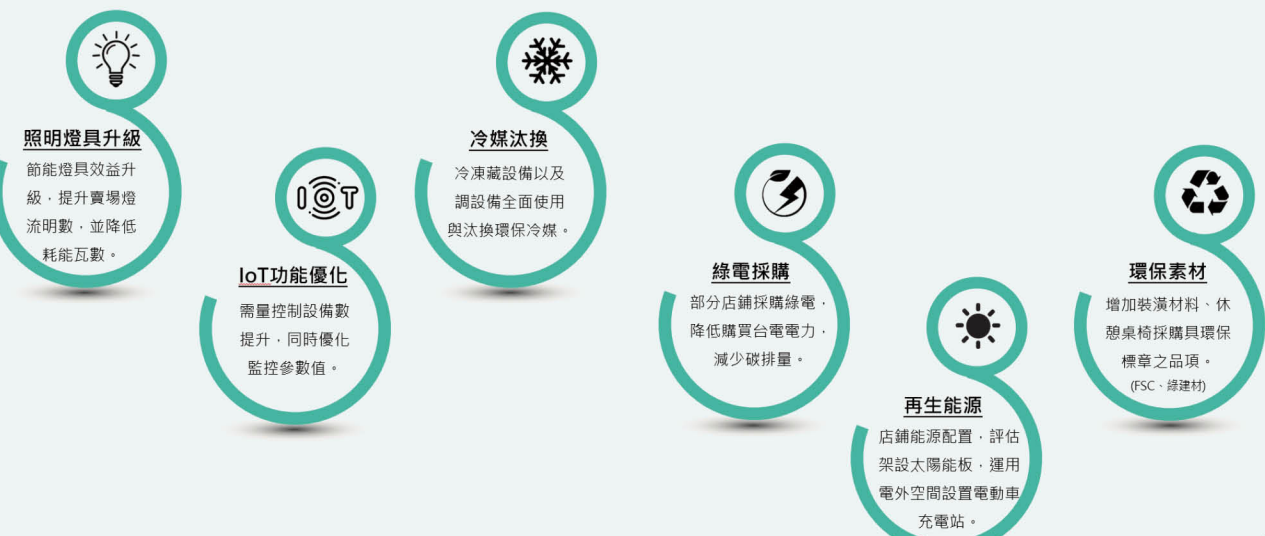 照明燈具升級
節能燈具效益升
級，提升賣場燈
流明數，並降低
耗能瓦數。
IoT
IoT功能優化
需量控制設備數
提升，同時優化
監控參數值。
冷媒汰換
冷凍藏設備以及
調設備全面使用
與汰換環保冷媒。
綠電採購
部分店鋪採購綠電，
降低購買台電電力，
減少碳排量。
再生能源
店鋪能源配置，評估
架設太陽能板，運用
電外空間設置電動車
充電站。
環保素材
增加裝潢材料、休
憩桌椅採購具環保
標章之品項。
(FSC、綠建材)